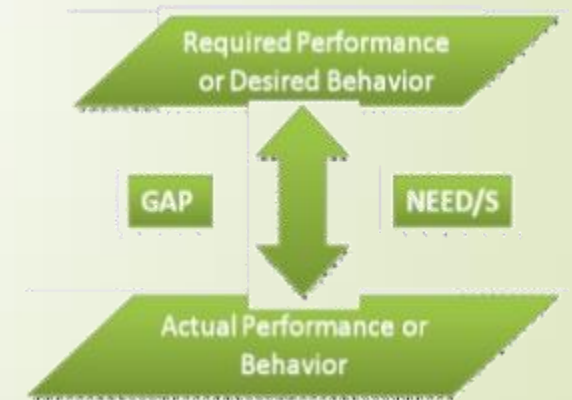 Required Performance
or Desired Behavior
GAP
NEED/S
Actual Performance or
Behavior